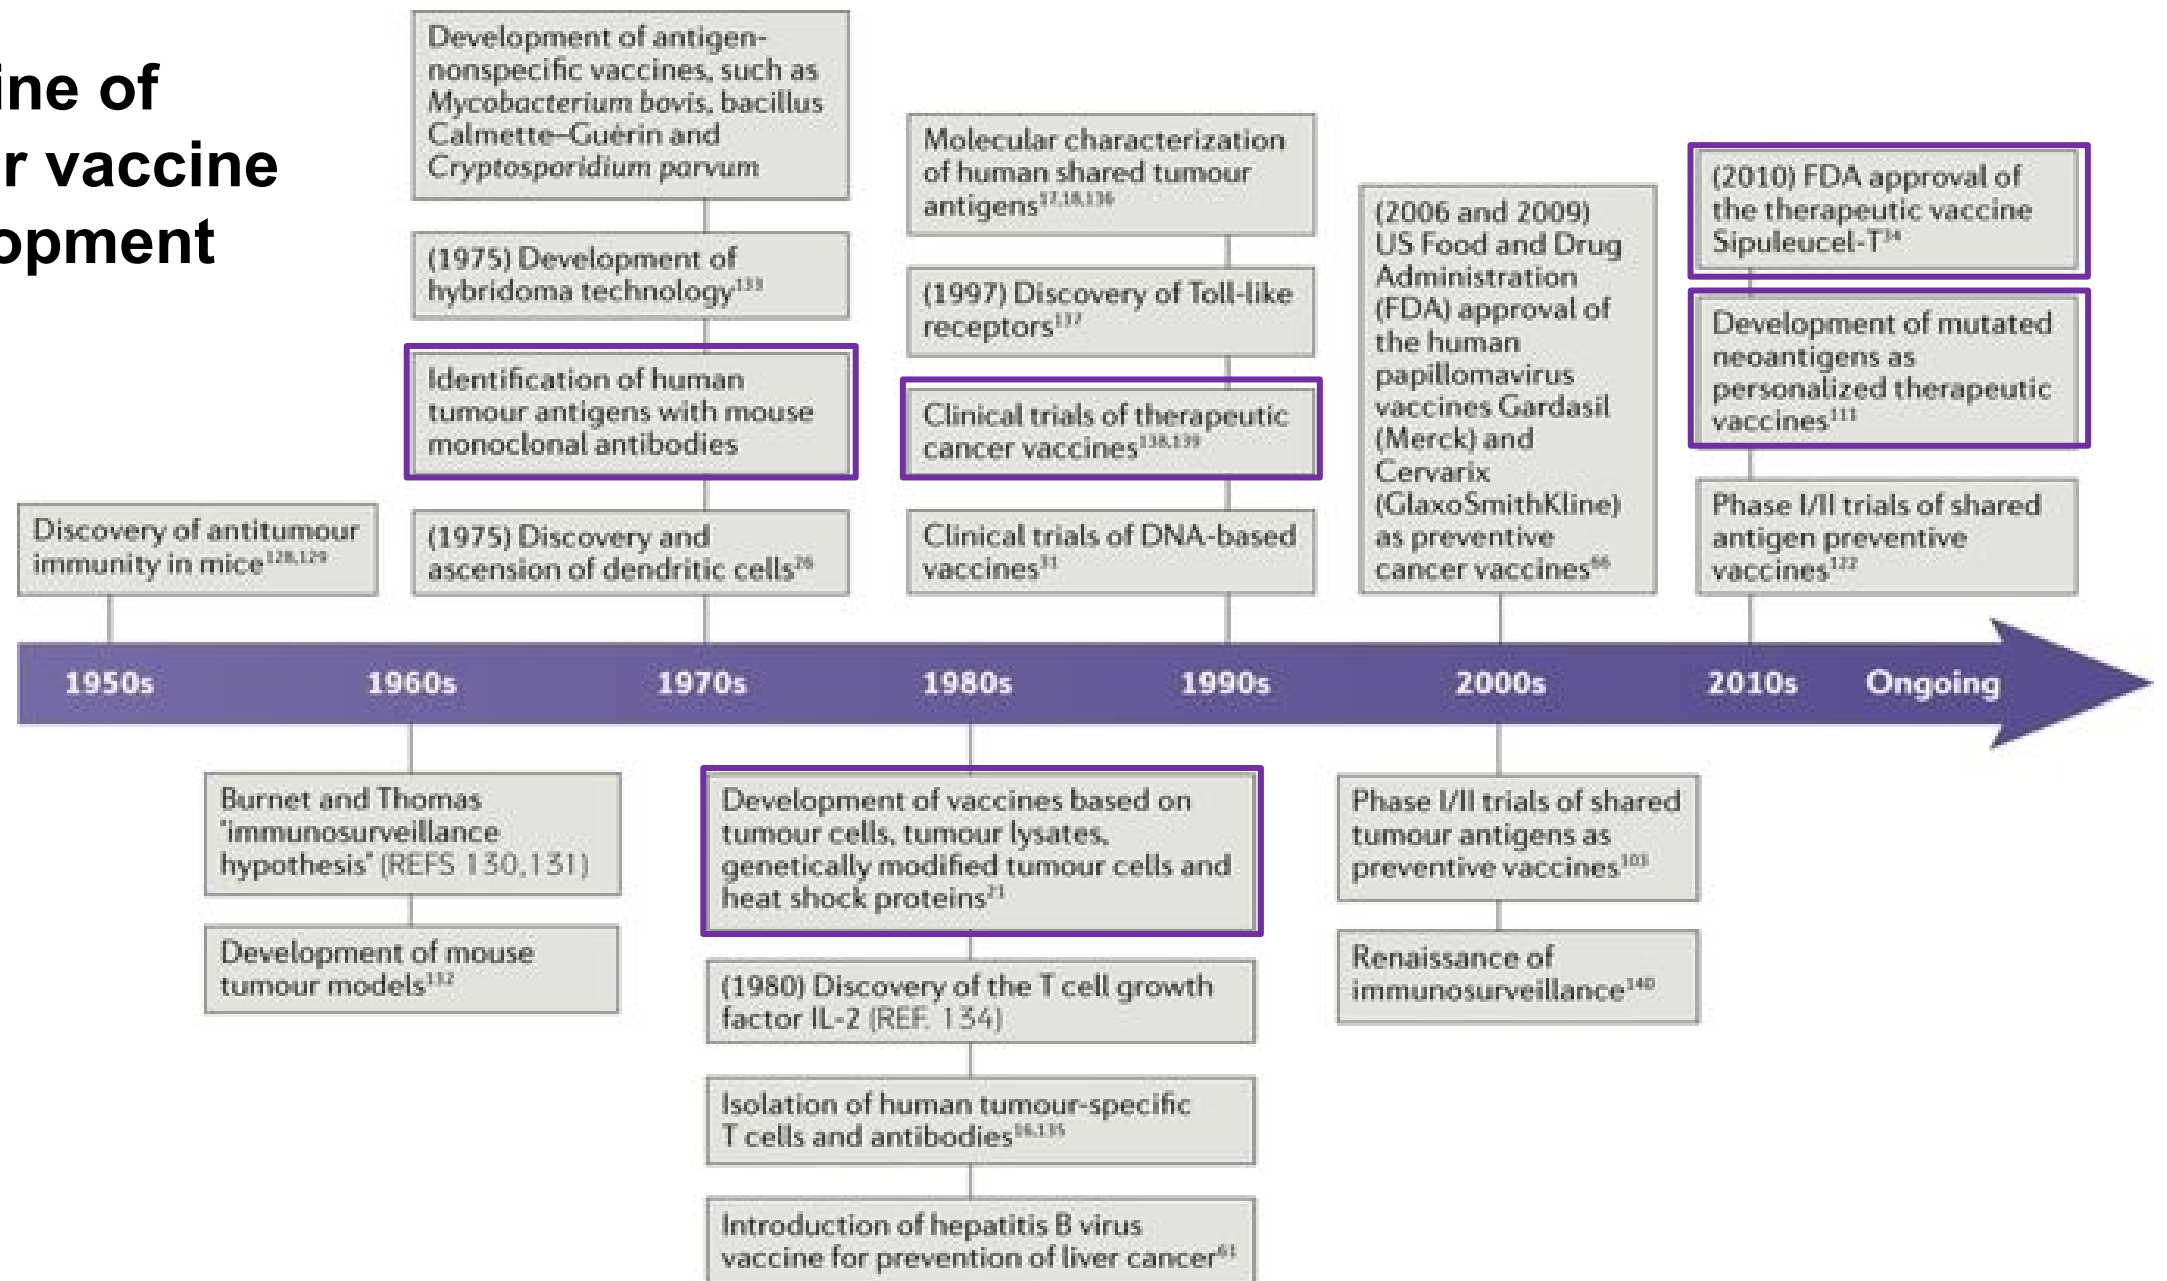 ine of
r vaccine
opment
Development of antigen-
nonspecific vaccines, such as
Mycobacterium bovis, bacillus
Calmette–Guérin and
Cryptosporidium parvum
(1975) Development of
hybridoma technology133
Identification of human
tumour antigens with mouse
monoclonal antibodies
(1975) Discovery and
ascension of dendritic cells26
Discovery of antitumour
immunity in mice128,129
Molecular characterization
of human shared tumour
antigens17,18,136
(1997) Discovery of Toll-like
receptors137
Clinical trials of therapeutic
cancer vaccines138,139
Clinical trials of DNA-based
vaccines31
(2006 and 2009)
US Food and Drug
Administration
(FDA) approval of
the human
papillomavirus
vaccines Gardasil
(Merck) and
Cervarix
(GlaxoSmithKline)
as preventive
cancer vaccines66
(2010) FDA approval of
the therapeutic vaccine
Sipuleucel-T34
Development of mutated
neoantigens as
personalized therapeutic
vaccines111
Phase I/II trials of shared
antigen preventive
vaccines122
1950s 1960s 1970s 1980s 1990s 2000s 2010s Ongoing
Burnet and Thomas
"immunosurveillance
hypothesis" (REFS 130,131)
Development of mouse
tumour models132
Development of vaccines based on
tumour cells, tumour lysates,
genetically modified tumour cells and
heat shock proteins21
(1980) Discovery of the T cell growth
factor IL-2 (REF. 134)
Isolation of human tumour-specific
T cells and antibodies16,135
Introduction of hepatitis B virus
vaccine for prevention of liver cancer61
Phase I/II trials of shared
tumour antigens as
preventive vaccines103
Renaissance of
immunosurveillance140